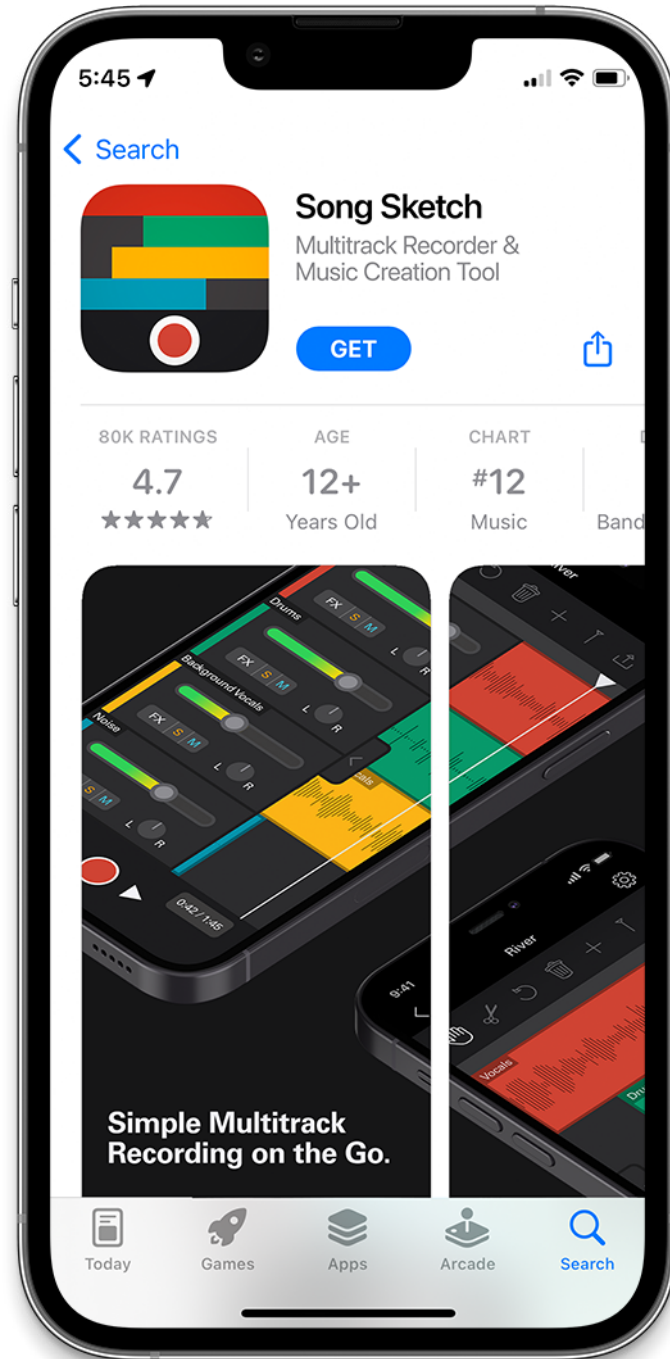 5:45
Search
Song Sketch
Multitrack Recorder &
Music Creation Tool
GET
80K RATINGS
4.7
AGE
12+
Years Old
CHART
#12
Music
Band
Drums
FX S M
L R
Background Vocals
FX S M
L R
Noise
FX S M
L R
S M
L R
0:42 / 1:45
River
9:41
Vocals
Simple Multitrack
Recording on the Go.
Today
Games
Apps
Arcade
Search